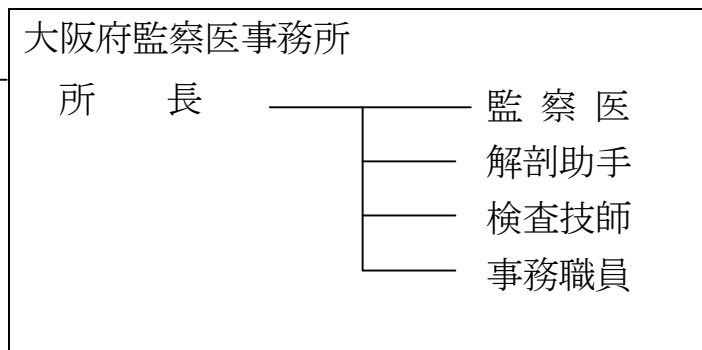 大阪府監察医事務所
所 長
監 察 医
解剖助手
検査技師
事務職員